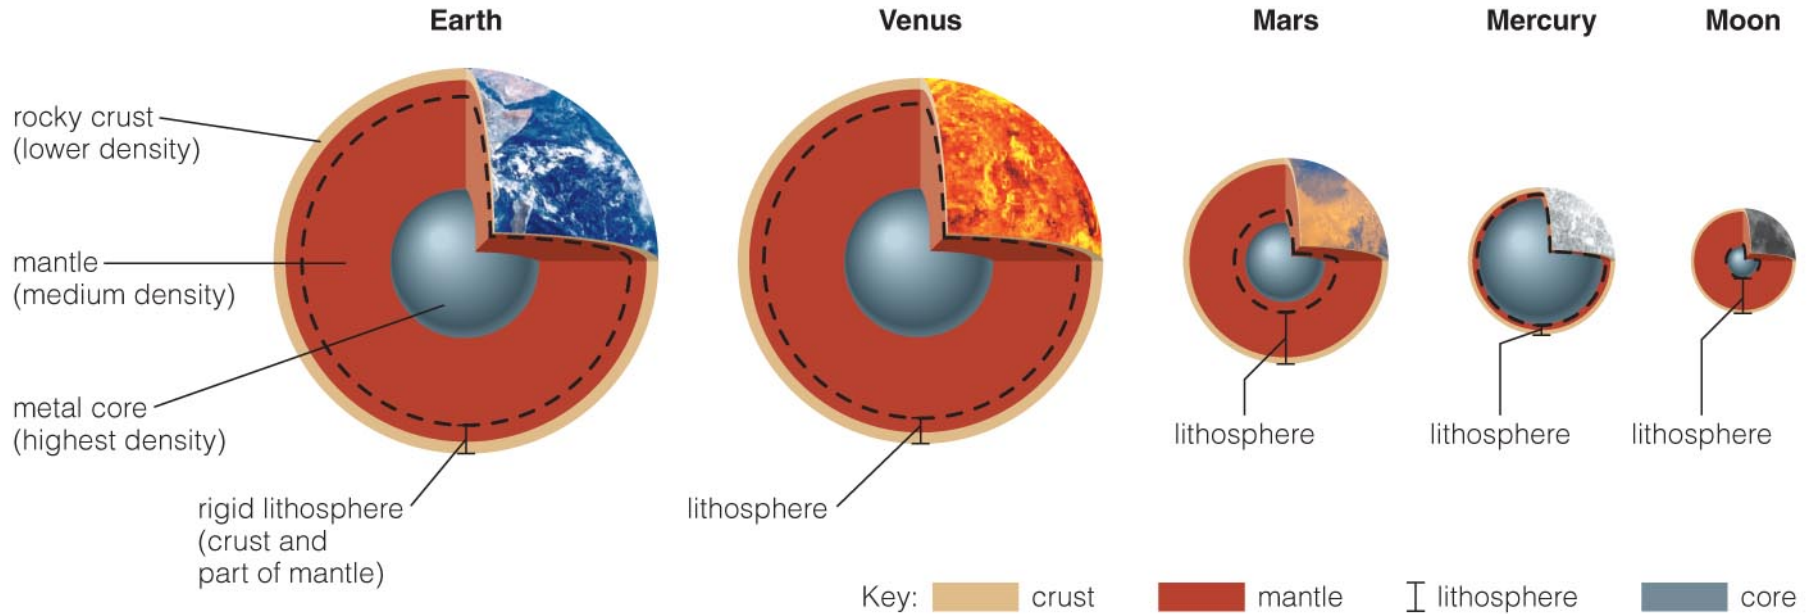 Earth
Venus
Mars
Mercury
Moon
rocky crust
(lower density)
mantle
(medium density)
metal core
(highest density)
rigid lithosphere
(crust and
part of mantle)
lithosphere
lithosphere
lithosphere
lithosphere
Key: crust mantle lithosphere core